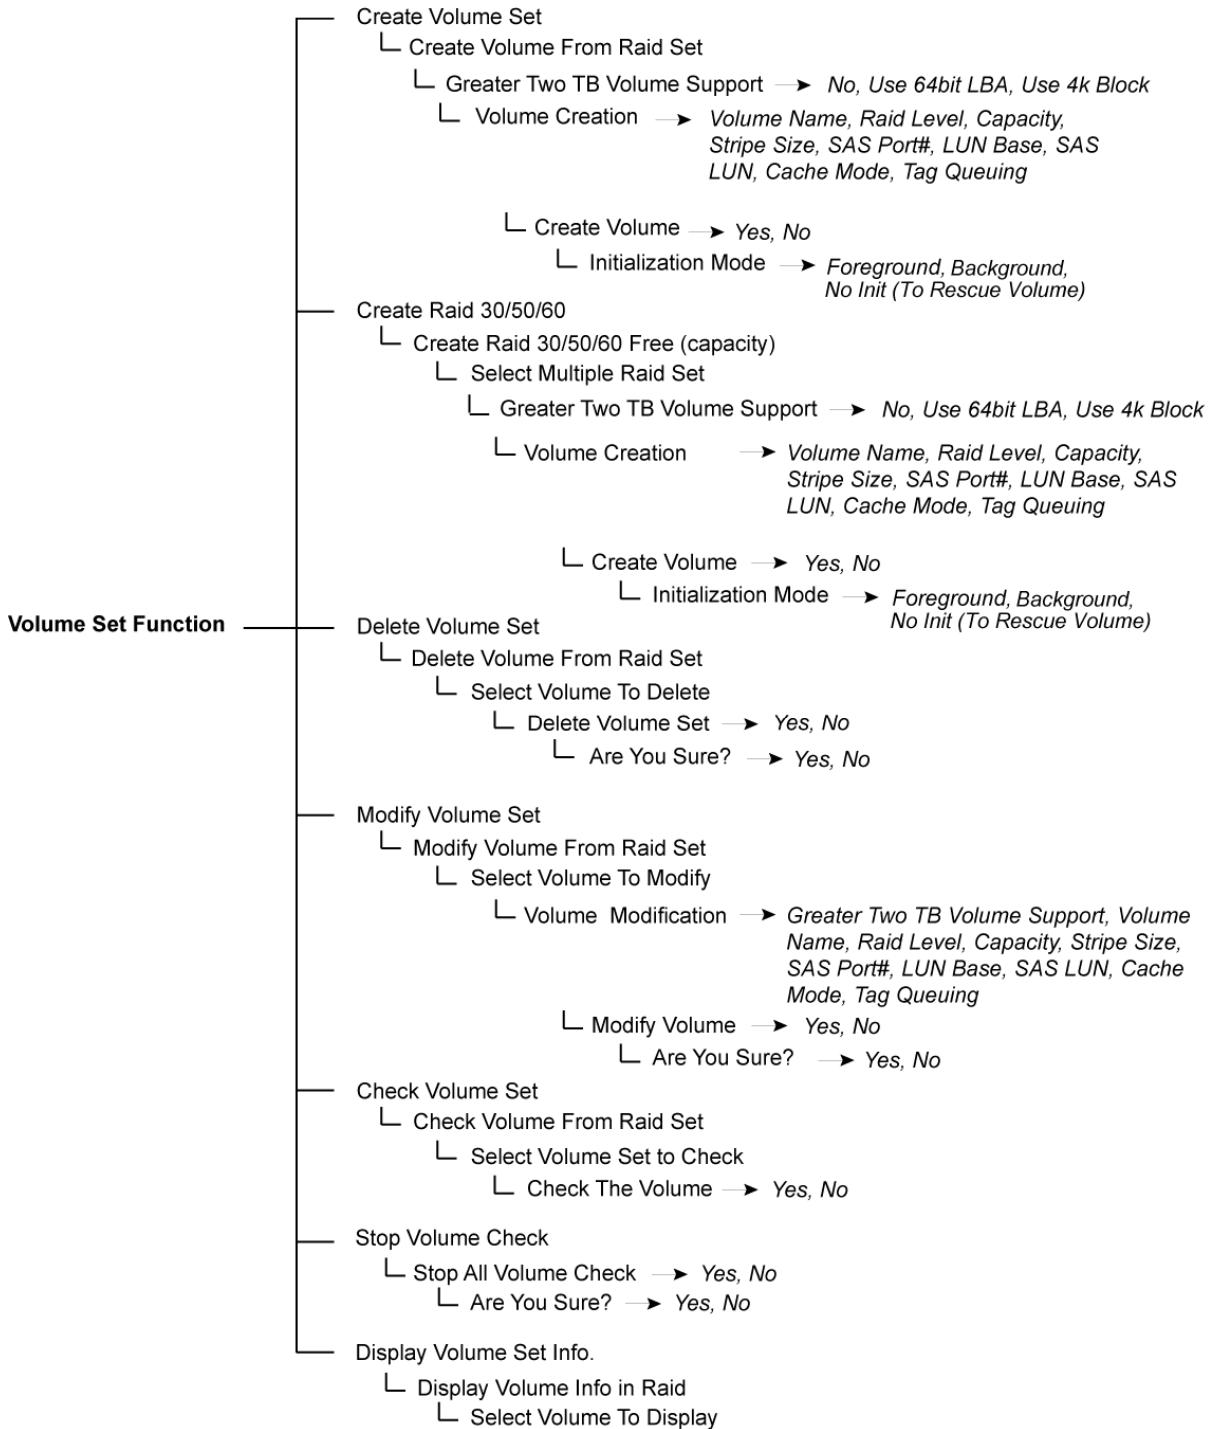 Create Volume Set
Create Volume From Raid Set
Greater Two TB Volume Support No, Use 64bit LBA, Use 4k Block
Volume Creation Volume Name, Raid Level, Capacity,
Stripe Size, SAS Port#, LUN Base, SAS
LUN, Cache Mode, Tag Queuing
Create Volume Yes, No
Initialization Mode Foreground, Background,
No Init (To Rescue Volume)
Create Raid 30/50/60
Create Raid 30/50/60 Free (capacity)
Select Multiple Raid Set
Greater Two TB Volume Support No, Use 64bit LBA, Use 4k Block
Volume Creation Volume Name, Raid Level, Capacity,
Stripe Size, SAS Port#, LUN Base, SAS
LUN, Cache Mode, Tag Queuing
Create Volume Yes, No
Initialization Mode Foreground, Background,
No Init (To Rescue Volume)
Volume Set Function
Delete Volume Set
Delete Volume From Raid Set
Select Volume To Delete
Delete Volume Set Yes, No
Are You Sure? Yes, No
Modify Volume Set
Modify Volume From Raid Set
Select Volume To Modify
Volume Modification Greater Two TB Volume Support, Volume
Name, Raid Level, Capacity, Stripe Size,
SAS Port#, LUN Base, SAS LUN, Cache
Mode, Tag Queuing
Modify Volume Yes, No
Are You Sure? Yes, No
Check Volume Set
Check Volume From Raid Set
Select Volume Set to Check
Check The Volume Yes, No
Stop Volume Check
Stop All Volume Check Yes, No
Are You Sure? Yes, No
Display Volume Set Info.
Display Volume Info in Raid
Select Volume To Display